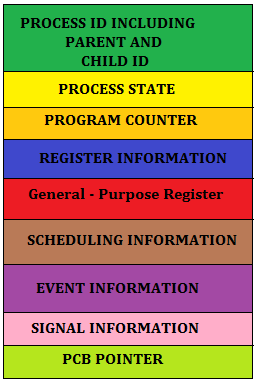 PROCESS ID INCLUDING
PARENT AND
CHILD ID
PROCESS STATE
PROGRAM COUNTER
REGISTER INFORMATION
General - Purpose Register
SCHEDULING INFORMATION
EVENT INFORMATION
SIGNAL INFORMATION
PCB POINTER